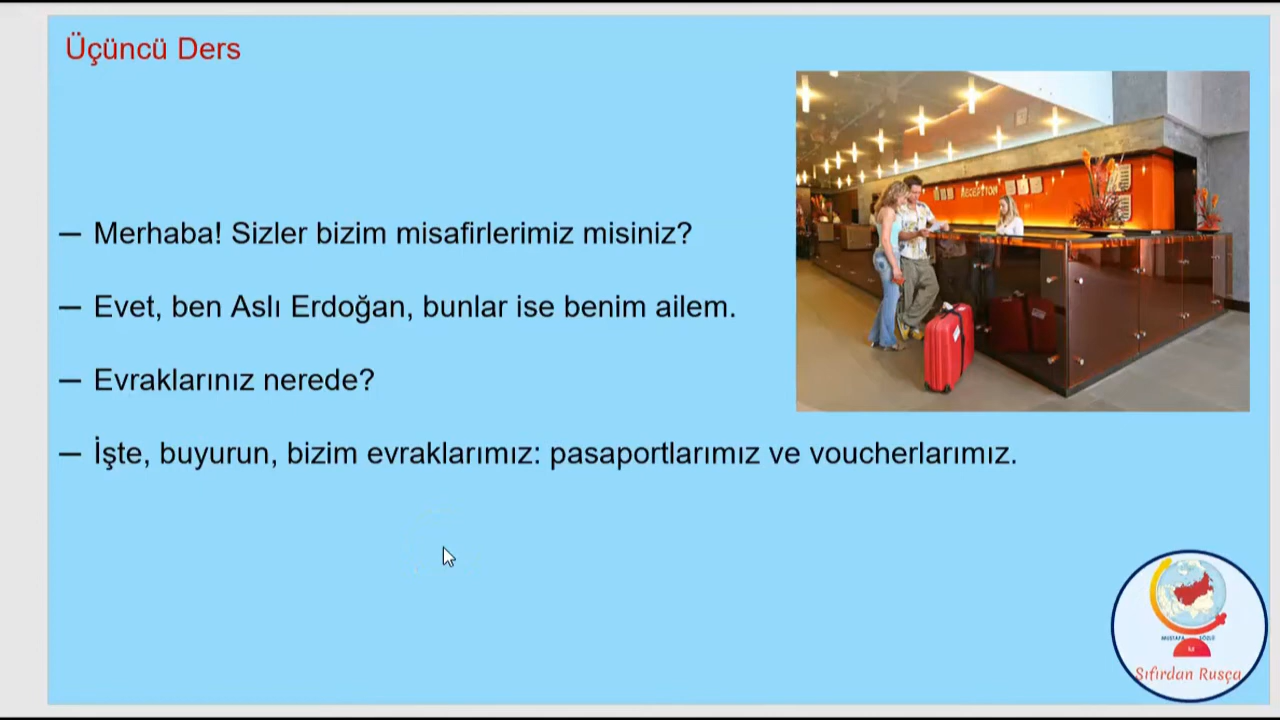 Üçüncü Ders
RECEPTION
— Merhaba! Sizler bizim misafirlerimiz misiniz?
— Evet, ben Aslı Erdoğan, bunlar ise benim ailem.
— Evraklarınız nerede?
— İşte, buyurun, bizim evraklarımız: pasaportlarımız ve voucherlarımız.
Sıfırdan Rusça